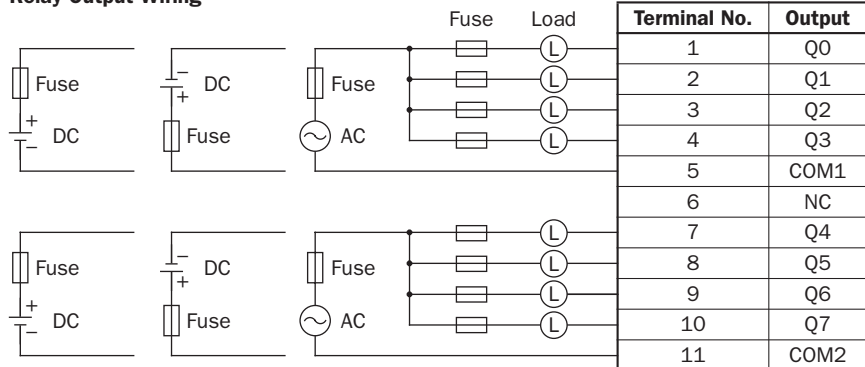 Relay Output Wiring
Fuse Load
Terminal No. Output
1 Q0
2 Q1
3 Q2
4 Q3
5 COM1
6 NC
7 Q4
8 Q5
9 Q6
10 Q7
11 COM2
Fuse
+
−
DC
−
+
DC
Fuse
Fuse
AC
L
L
L
L
Fuse
+
−
DC
−
+
DC
Fuse
Fuse
AC
L
L
L
L